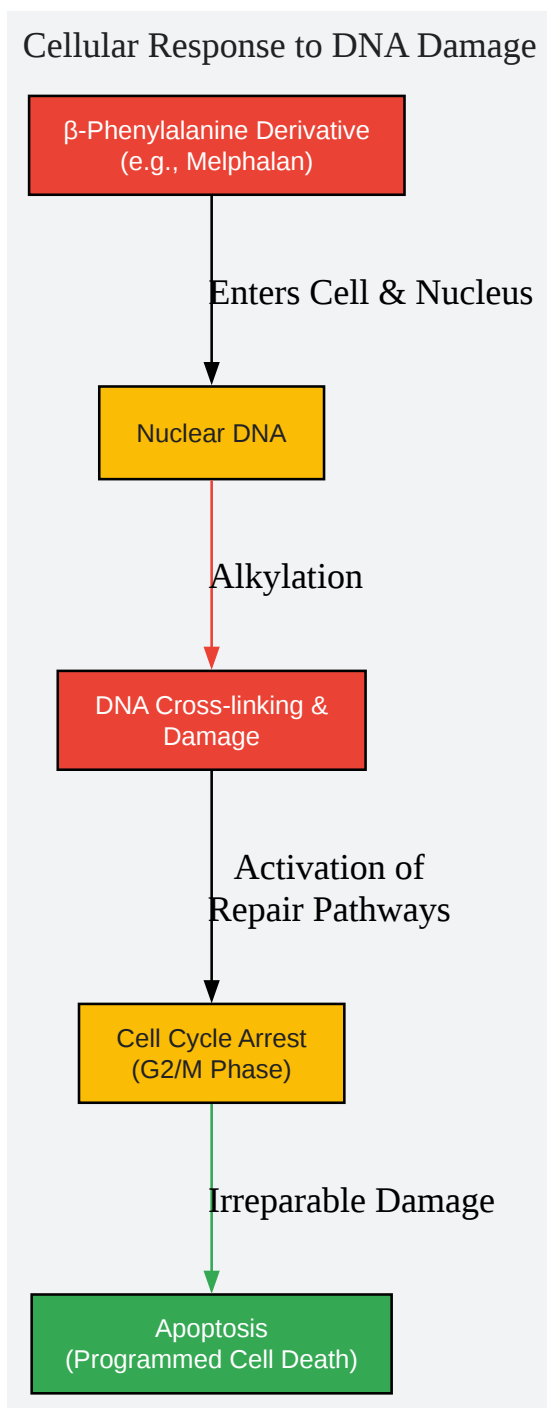 Cellular Response to DNA Damage
β-Phenylalanine Derivative
(e.g., Melphalan)
Enters Cell & Nucleus
Nuclear DNA
Alkylation
DNA Cross-linking &
Damage
Activation of
Repair Pathways
Cell Cycle Arrest
(G2/M Phase)
Irreparable Damage
Apoptosis
(Programmed Cell Death)